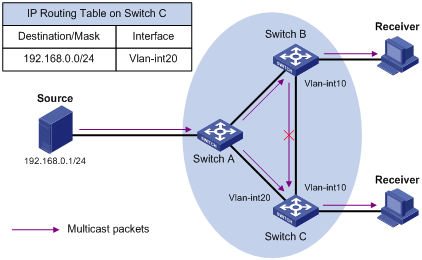 IP Routing Table on Switch C
Destination/Mask Interface
192.168.0.0/24 Vlan-int20
Source
192.168.0.1/24
Switch A
Switch B
Vlan-int10
Receiver
Vlan-int20
Vlan-int10
Switch C
Receiver
Multicast packets